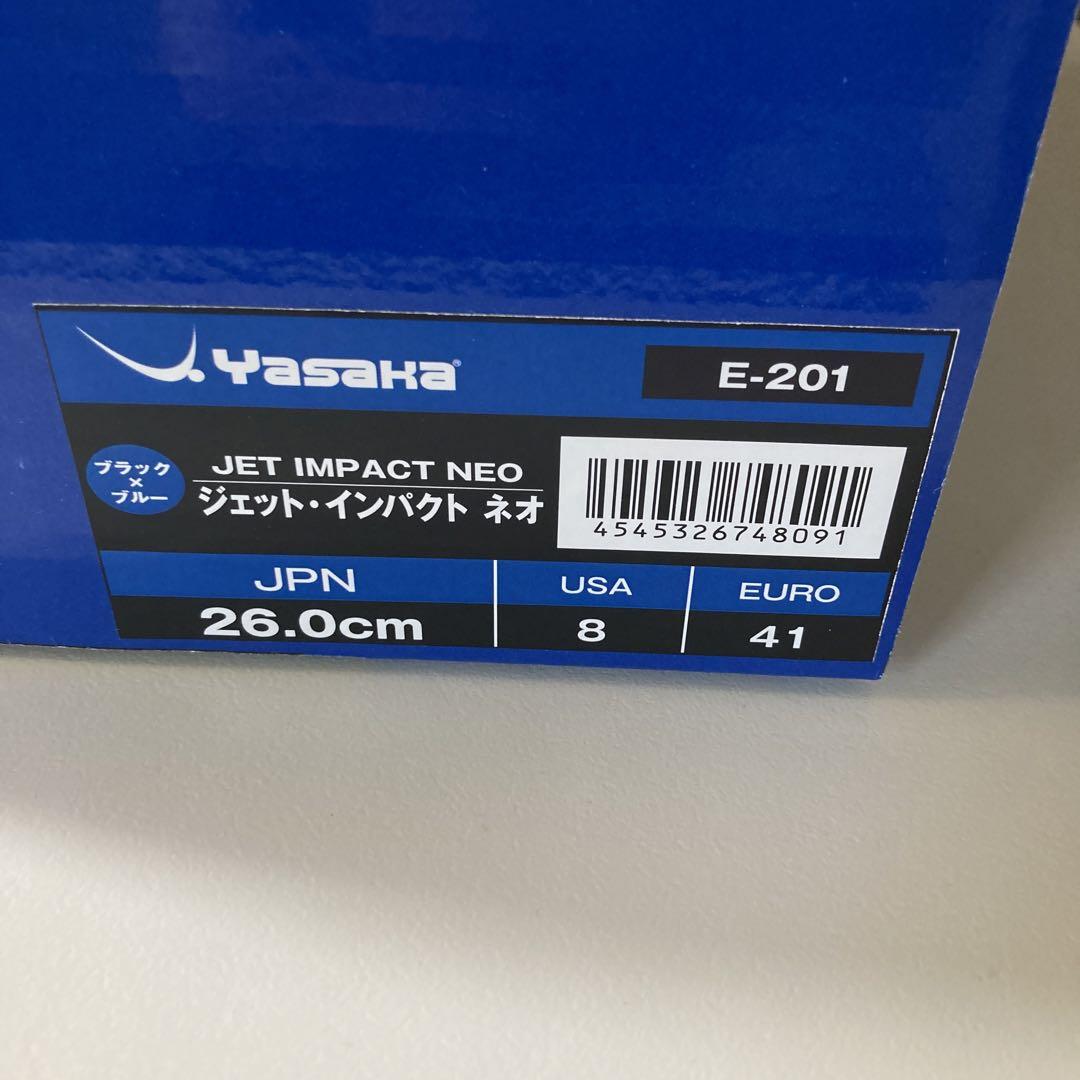 Yasaka®
E-201
ブラック
×
ブルー
JET IMPACT NEO
ジェット・インパクト ネオ
4545326748091
JPN
USA
EURO
26.0cm
8
41